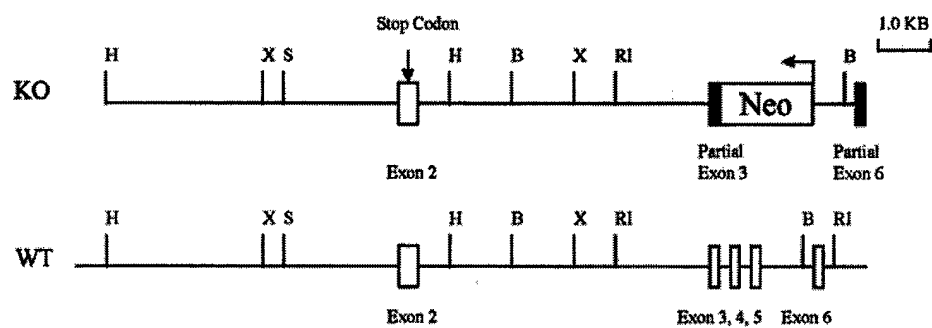 Stop Codon
1.0 KB
H X S H B X RI B
KO
Neo
Exon 2
Partial Exon 3
Partial Exon 6
H X S H B X RI B RI
WT
Exon 2
Exon 3, 4, 5
Exon 6